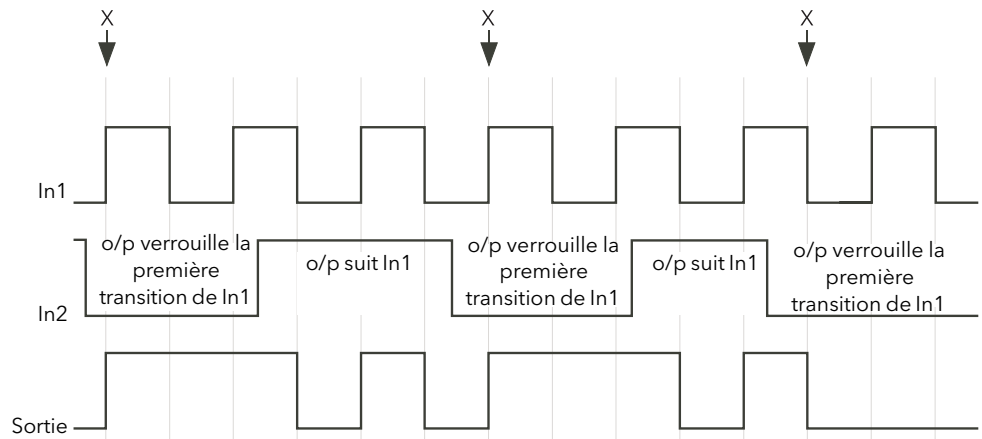 X X X
In1
o/p verrouille la
première
transition de In1
o/p suit In1
o/p verrouille la
première
transition de In1
o/p suit In1
o/p verrouille la
première
transition de In1
In2
Sortie